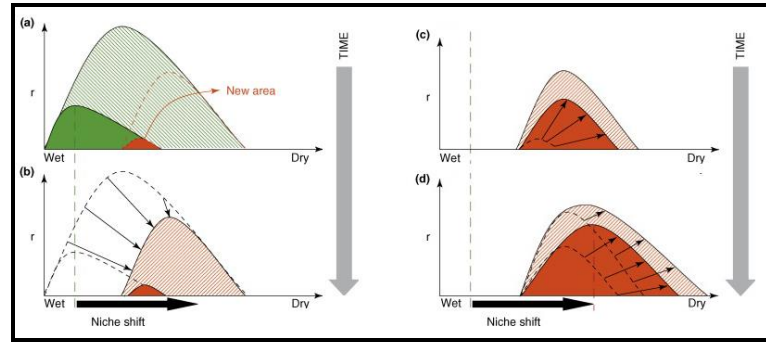 (a)
r
New area
Wet
Dry
TIME
(b)
r
Wet
Dry
Niche shift
(c)
r
Wet
Dry
TIME
(d)
r
Wet
Dry
Niche shift